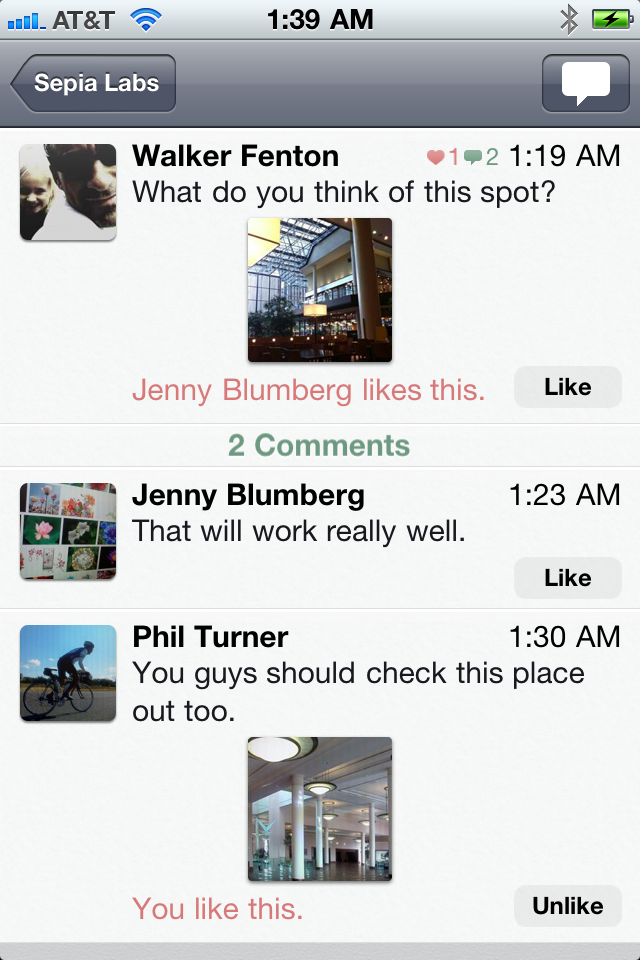 AT&T 1:39 AM
Sepia Labs
Walker Fenton 1 2 1:19 AM
What do you think of this spot?
Jenny Blumberg likes this. Like
2 Comments
Jenny Blumberg 1:23 AM
That will work really well.
Like
Phil Turner 1:30 AM
You guys should check this place
out too.
You like this. Unlike